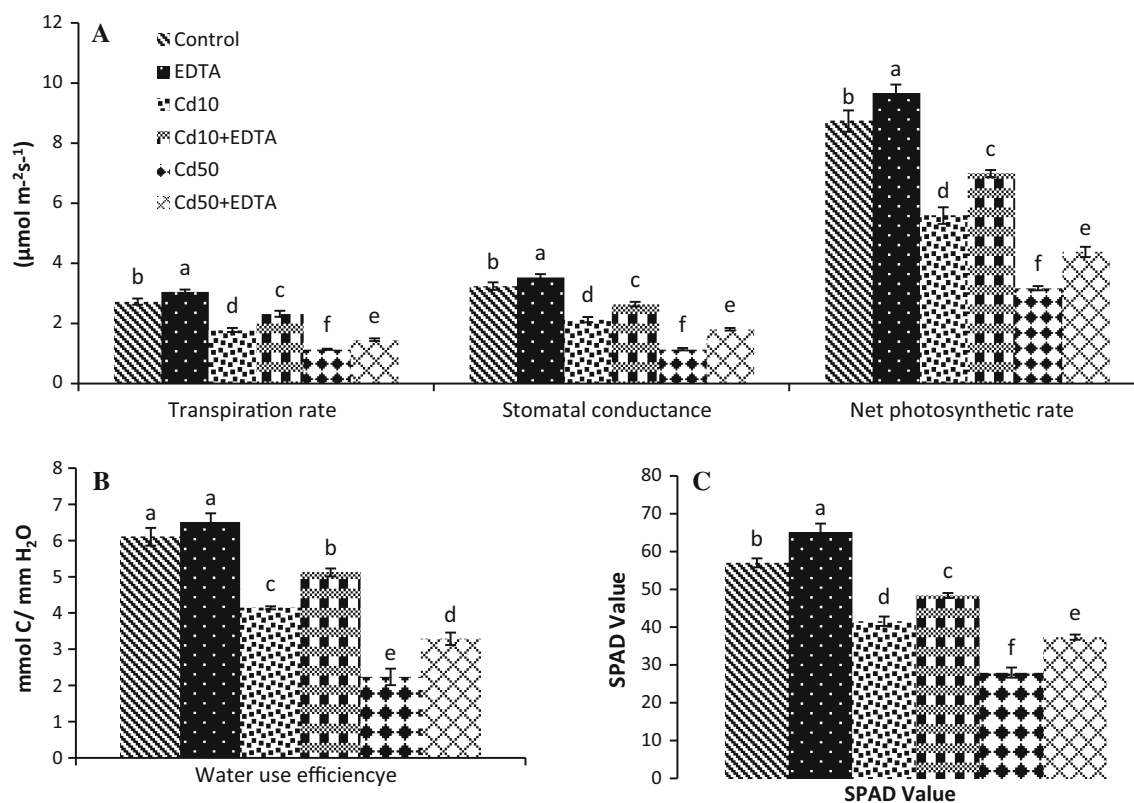 A
Control
EDTA
Cd10
Cd10+EDTA
Cd50
Cd50+EDTA
(µmol m⁻²s⁻¹)
12
10
8
6
4
2
0
b a d c f e
b a d c f e
b a d c f e
Transpiration rate
Stomatal conductance
Net photosynthetic rate
B
mmol C/ mm H₂O
8
7
6
5
4
3
2
1
0
a a c b e d
Water use efficiencye
C
SPAD Value
80
70
60
50
40
30
20
10
0
b a d c f e
SPAD Value